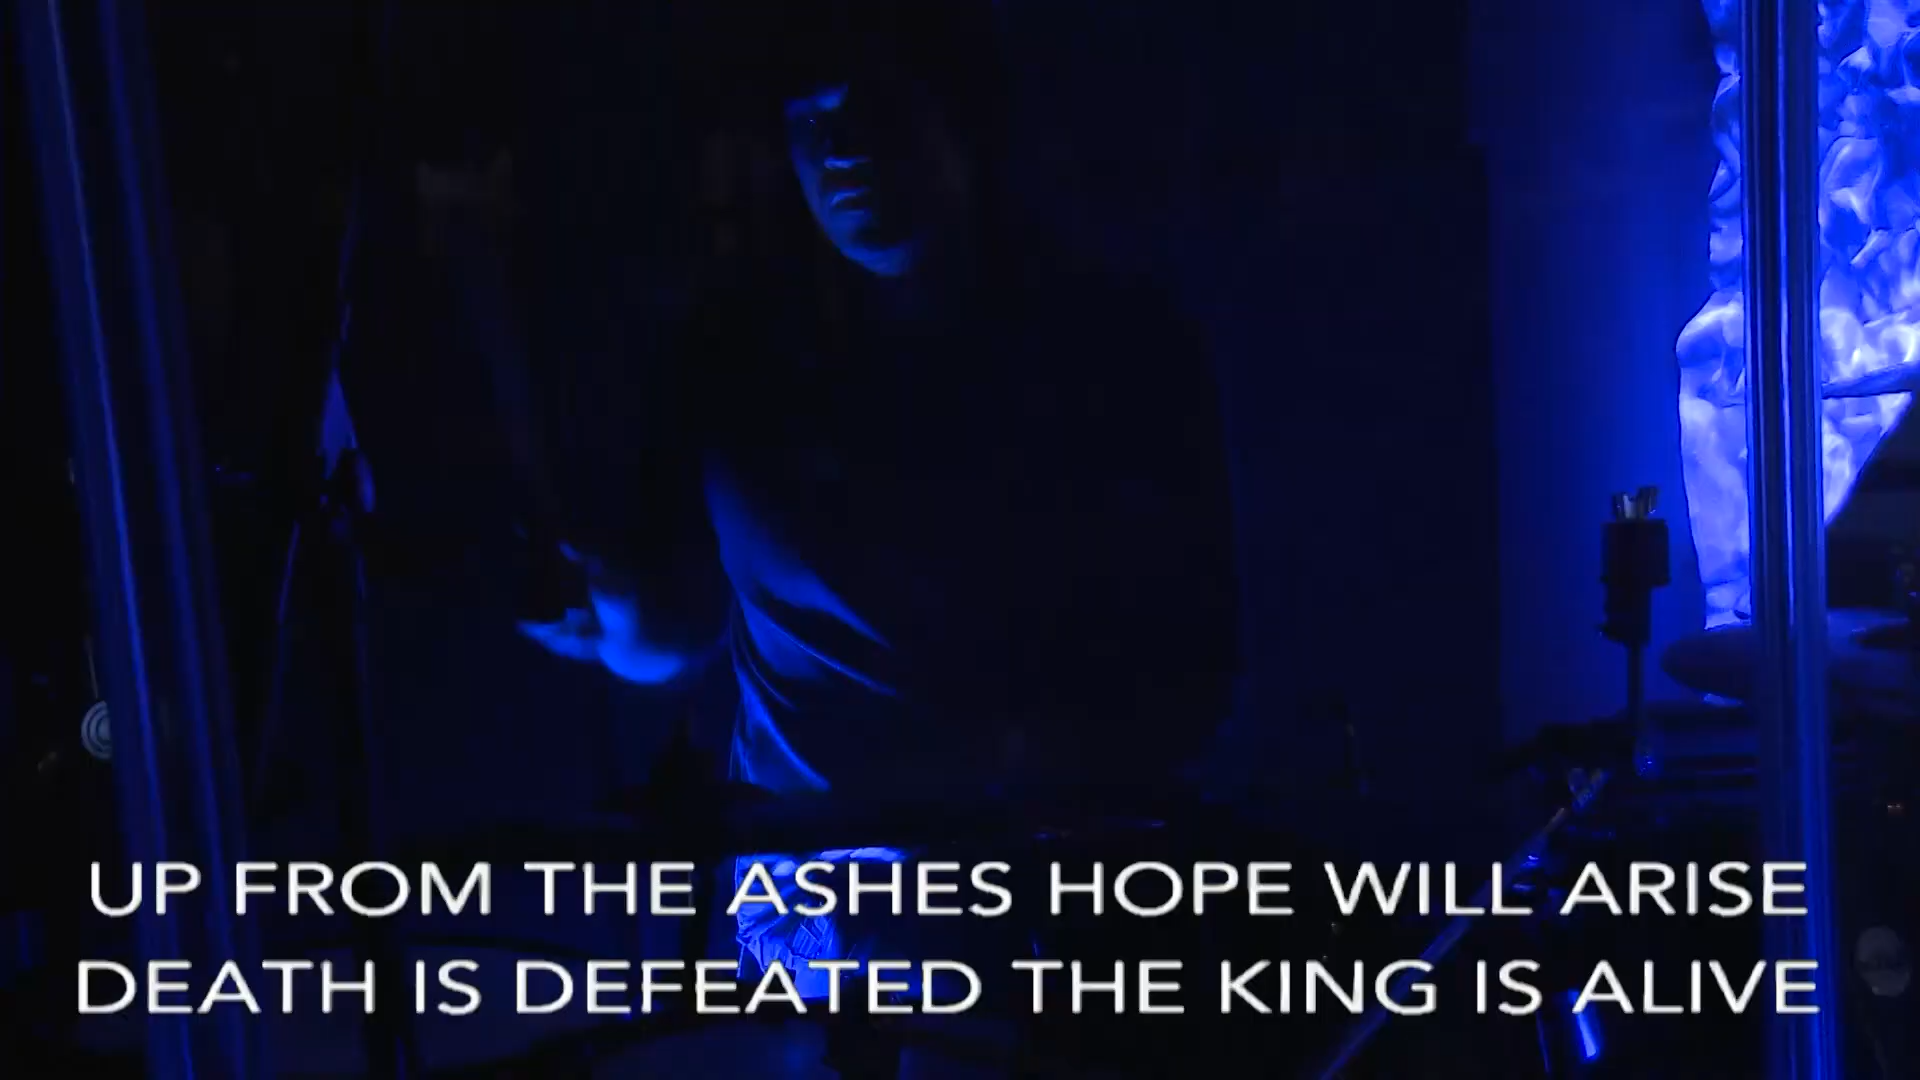 UP FROM THE ASHES HOPE WILL ARISE
DEATH IS DEFEATED THE KING IS ALIVE